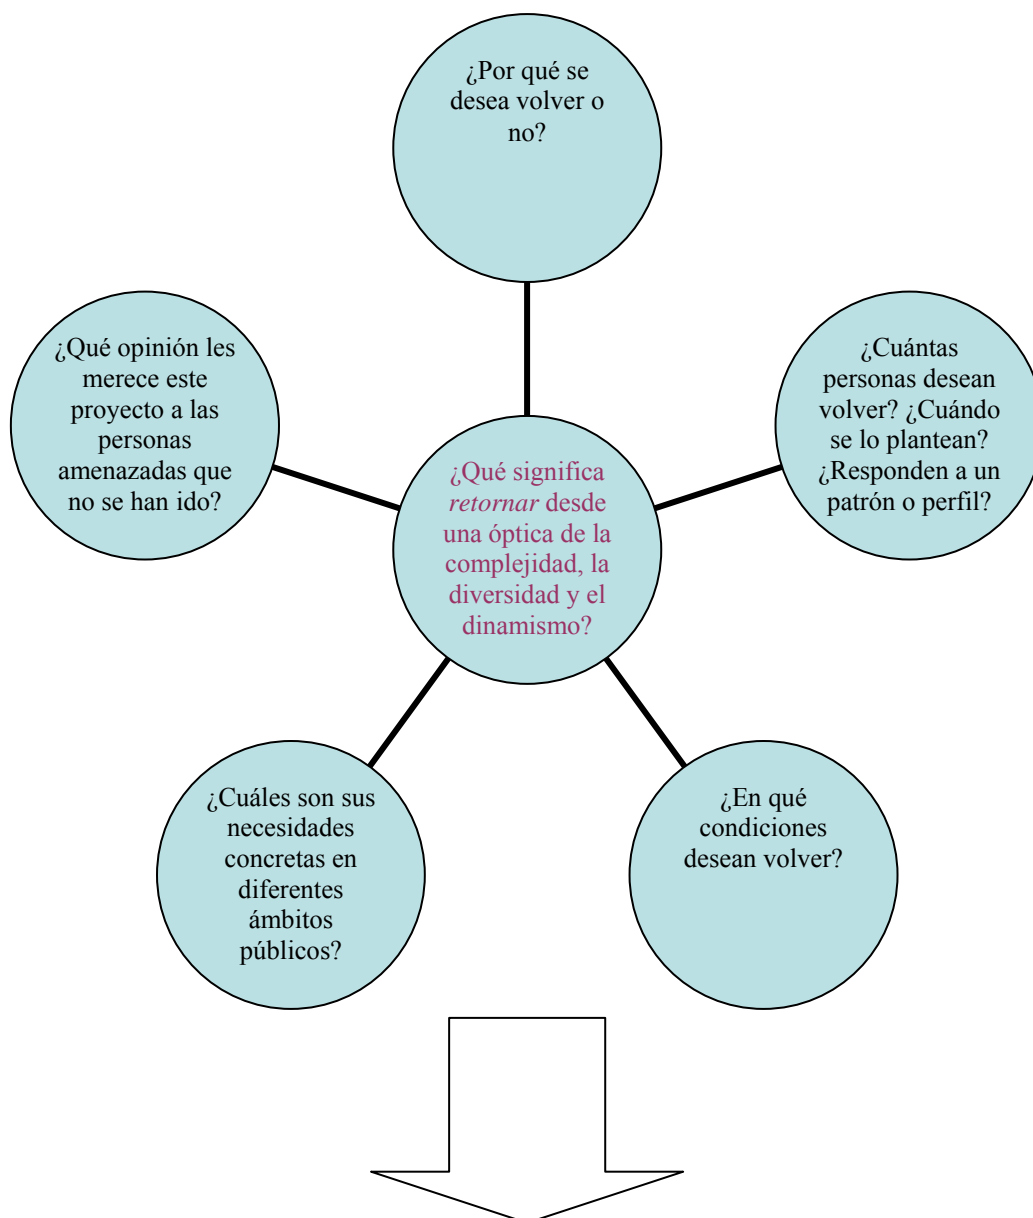 ¿Por qué se
desea volver o
no?
¿Qué opinión les
merece este
proyecto a las
personas
amenazadas que
no se han ido?
¿Cuántas
personas desean
volver? ¿Cuándo
se lo plantean?
¿Responden a un
patrón o perfil?
¿Qué significa
retornar desde
una óptica de la
complejidad, la
diversidad y el
dinamismo?
¿Cuáles son sus
necesidades
concretas en
diferentes
ámbitos
públicos?
¿En qué
condiciones
desean volver?